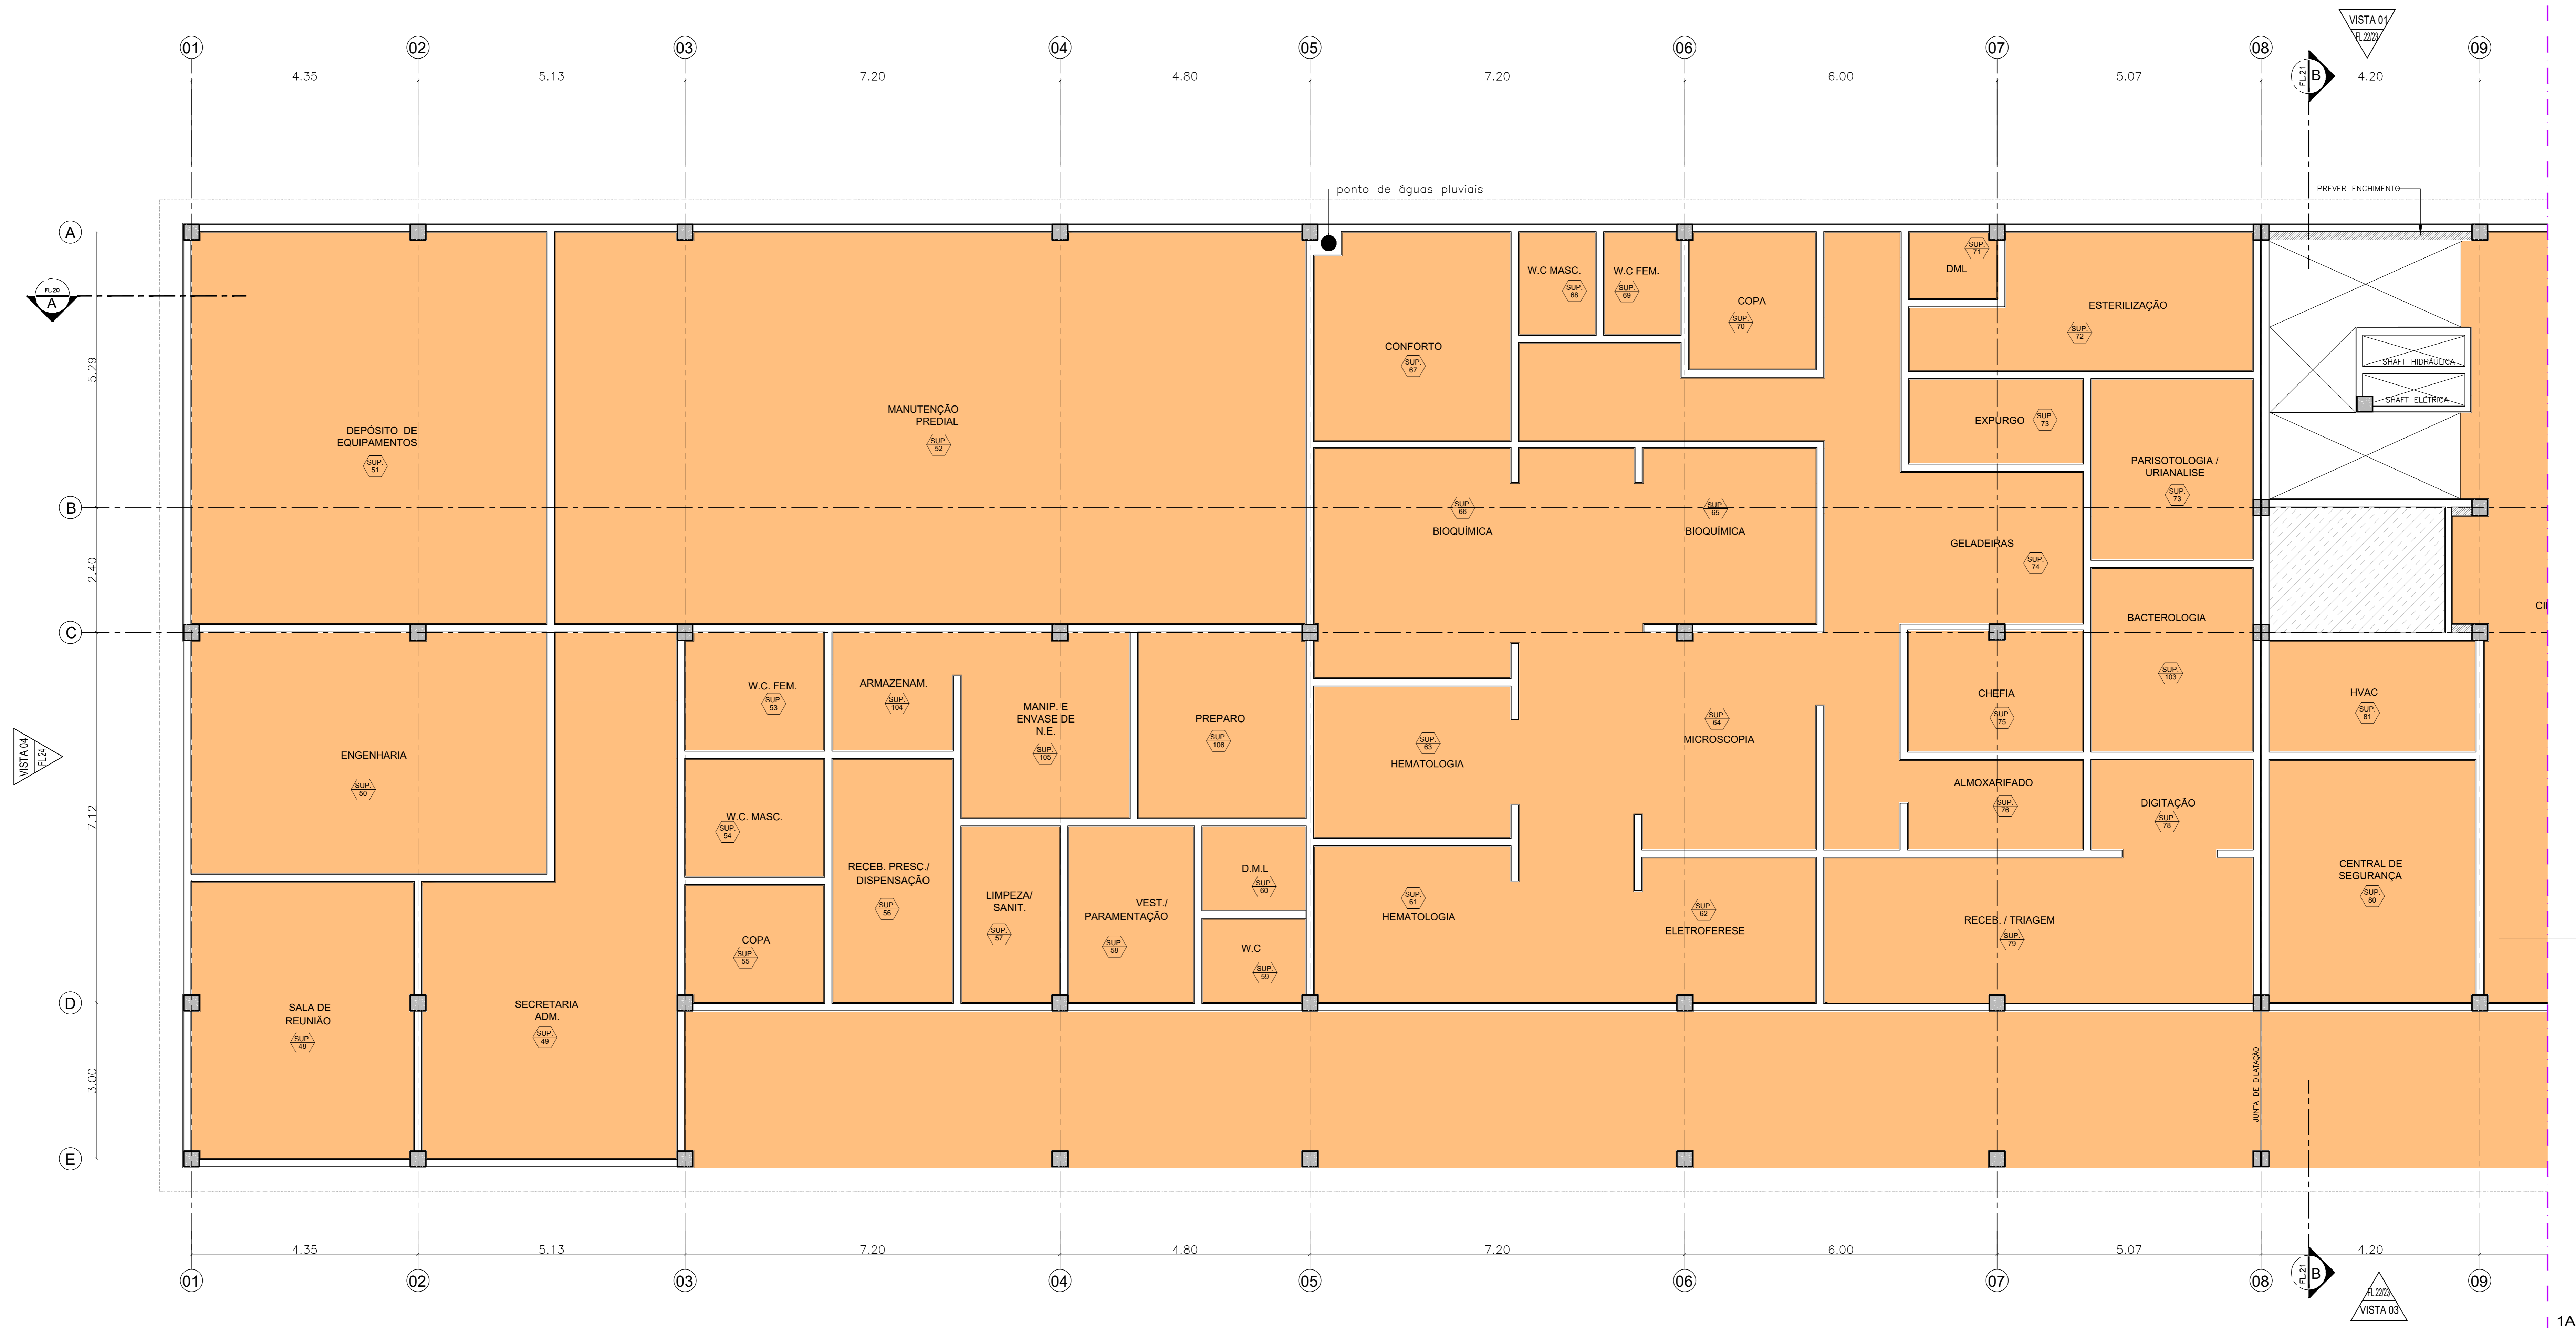 VISTA 01
FL.22/23
01
02
03
04
05
06
07
08
09
4.35
5.13
7.20
4.80
7.20
6.00
5.07
4.20
FL.21
B
ponto de águas pluviais
PREVER ENCHIMENTO
A
B
C
D
E
5.29
2.40
7.12
3.00
FL.20
A
VISTA 04
FL.24
DEPÓSITO DE
EQUIPAMENTOS
SUP.
51
MANUTENÇÃO
PREDIAL
SUP.
52
CONFORTO
SUP.
67
W.C MASC.
SUP.
68
W.C FEM.
SUP.
69
COPA
SUP.
70
SUP.
71
DML
ESTERILIZAÇÃO
SUP.
72
EXPURGO
SUP.
73
PARISOTOLOGIA /
URIANALISE
SUP.
73
SHAFT HIDRÁULICA
SHAFT ELÉTRICA
SUP.
66
BIOQUÍMICA
SUP.
65
BIOQUÍMICA
GELADEIRAS
SUP.
74
BACTEROLOGIA
SUP.
103
CII
ENGENHARIA
SUP.
50
W.C. FEM.
SUP.
53
ARMAZENAM.
SUP.
104
MANIP. E
ENVASE DE
N.E.
SUP.
105
PREPARO
SUP.
106
SUP.
63
HEMATOLOGIA
SUP.
64
MICROSCOPIA
CHEFIA
SUP.
75
HVAC
SUP.
81
ALMOXARIFADO
SUP.
76
DIGITAÇÃO
SUP.
78
W.C. MASC.
SUP.
54
RECEB. PRESC./
DISPENSAÇÃO
SUP.
56
LIMPEZA/
SANIT.
SUP.
57
VEST./
PARAMENTAÇÃO
SUP.
58
D.M.L
SUP.
60
W.C
SUP.
59
SUP.
61
HEMATOLOGIA
SUP.
62
ELETROFERESE
RECEB. / TRIAGEM
SUP.
79
CENTRAL DE
SEGURANÇA
SUP.
80
COPA
SUP.
55
SALA DE
REUNIÃO
SUP.
48
SECRETARIA
ADM.
SUP.
49
JUNTA DE DILATAÇÃO
4.35
5.13
7.20
4.80
7.20
6.00
5.07
4.20
01
02
03
04
05
06
07
08
09
FL.21
B
FL.22/23
VISTA 03
1A